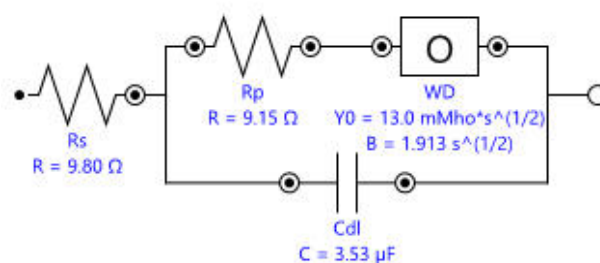 O
Rp
R = 9.15 Ω
WD
Y0 = 13.0 mMho*s^(1/2)
B = 1.913 s^(1/2)
Rs
R = 9.80 Ω
Cdl
C = 3.53 µF